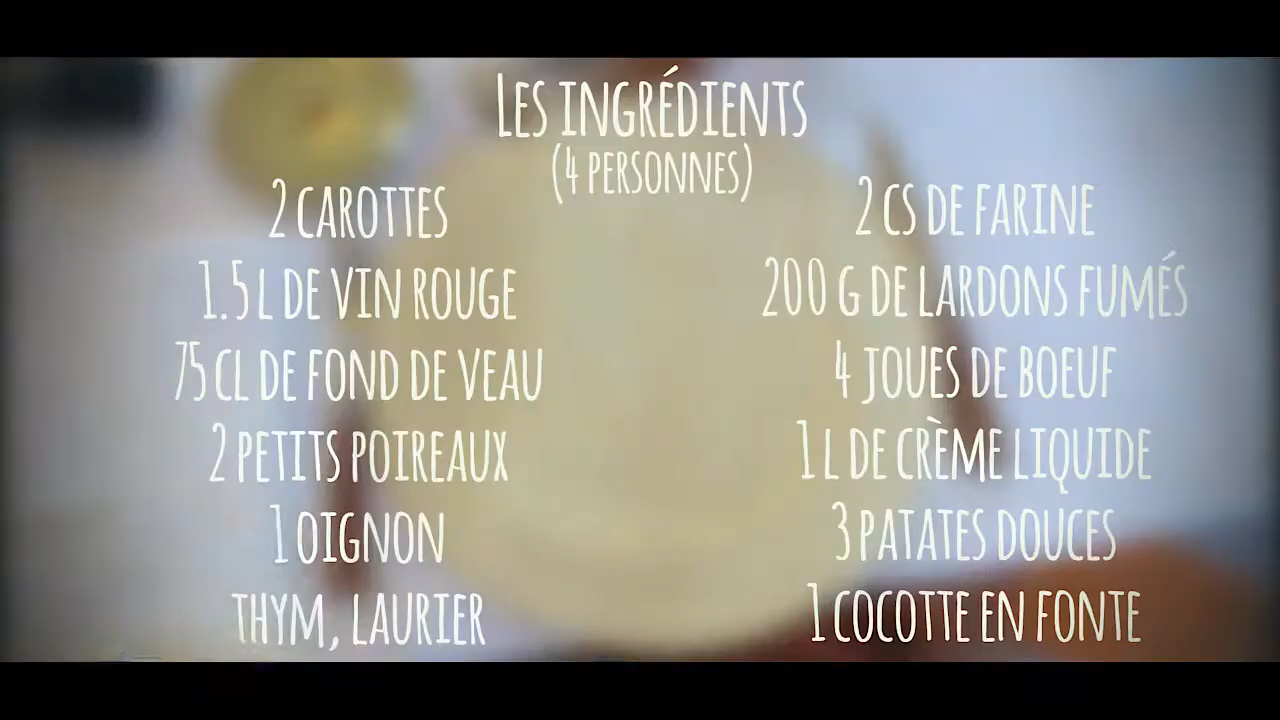 LES INGRÉDIENTS
(4 PERSONNES)
2 CAROTTES
1.5 L DE VIN ROUGE
75 CL DE FOND DE VEAU
2 PETITS POIREAUX
1 OIGNON
THYM, LAURIER
2 CS DE FARINE
200 G DE LARDONS FUMÉS
4 JOUES DE BOEUF
1 L DE CRÈME LIQUIDE
3 PATATES DOUCES
1 COCOTTE EN FONTE